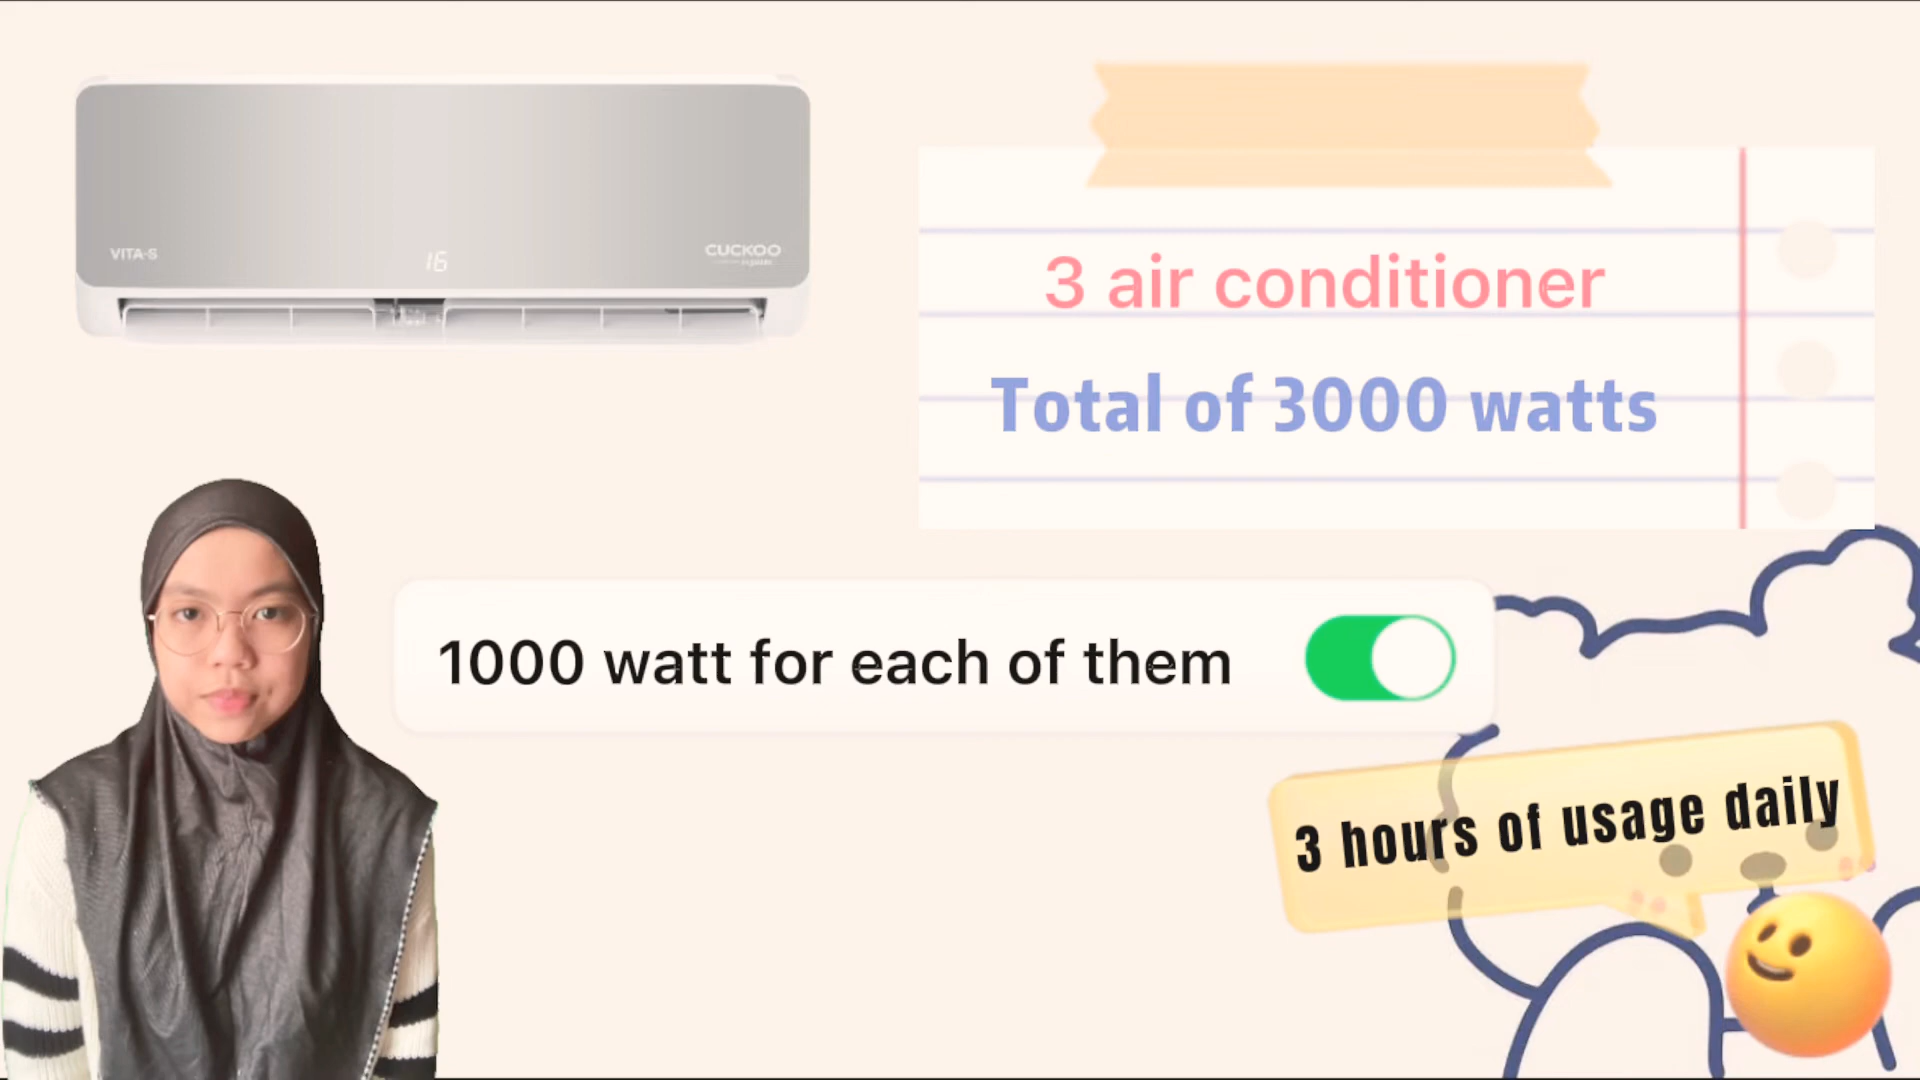 VITA-S
16
CUCKOO
3 air conditioner
Total of 3000 watts
1000 watt for each of them
3 hours of usage daily